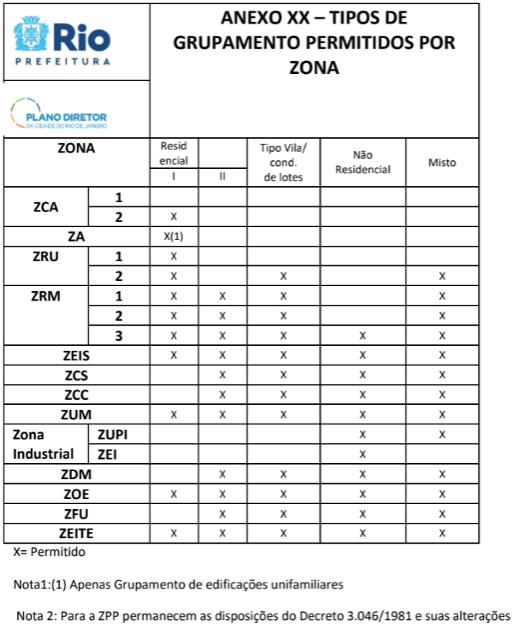 Rio
PREFEITURA
PLANO DIRETOR
DA CIDADE DO RIO DE JANEIRO
ANEXO XX – TIPOS DE
GRUPAMENTO PERMITIDOS POR
ZONA
ZONA Resid Tipo Vila/ Não Misto
encial cond. Residencial
I II de lotes
ZCA 1
2 X
ZA X(1)
ZRU 1 X
2 X X X
ZRM 1 X X X X
2 X X X X
3 X X X X X
ZEIS X X X X X
ZCS X X X X
ZCC X X X X
ZUM X X X X X
Zona ZUPI X X
Industrial ZEI X
ZDM X X X X
ZOE X X X X X
ZFU X X X X
ZEITE X X X X X
X= Permitido
Nota1:(1) Apenas Grupamento de edificações unifamiliares
Nota 2: Para a ZPP permanecem as disposições do Decreto 3.046/1981 e suas alterações